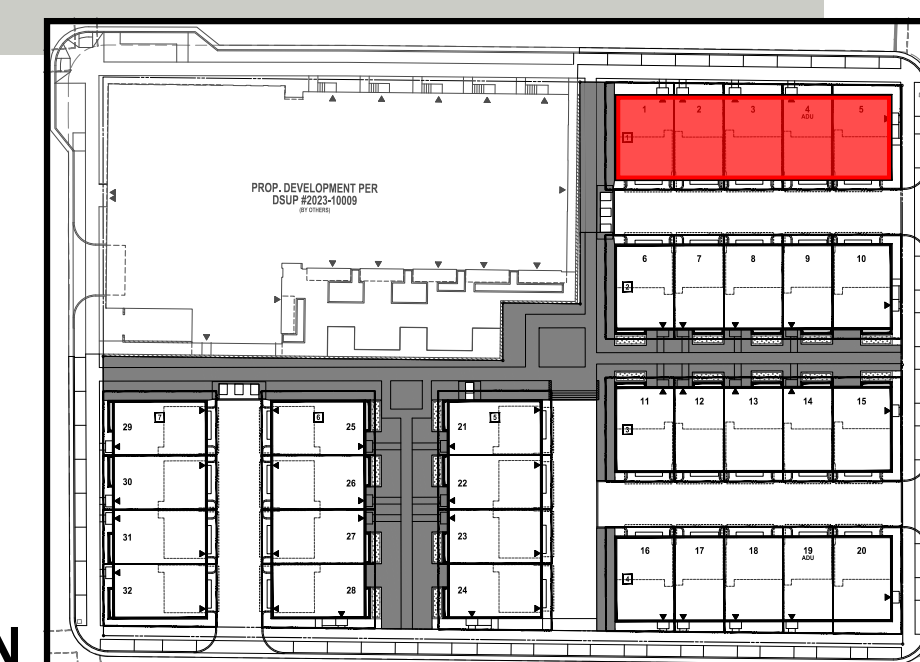 1 2 3 4 5
ADU
1
PROP. DEVELOPMENT PER
DSUP #2023-10009
(BY OTHERS)
6 7 8 9 10
2
11 12 13 14 15
3
7 6 5
29 25 21
30 26 22
31 27 23
32 28 24
16 17 18 19 20
ADU
4
N